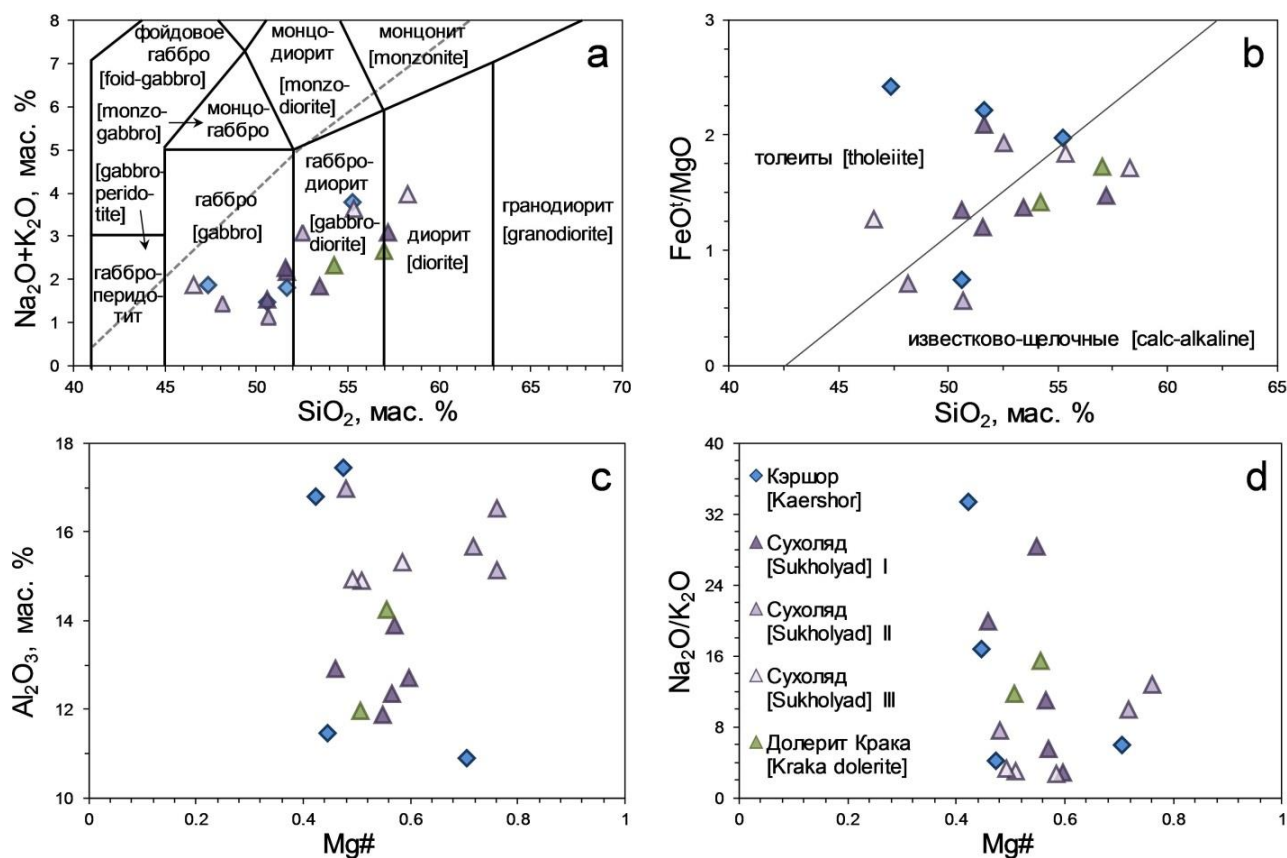 a
8
7
6
5
4
3
2
1
0
Na₂O+K₂O, мас. %
фойдовое
габбро
[foid-gabbro]
[monzo-
gabbro]
монцо-
габбро
монцо-
диорит
[monzo-
diorite]
монцонит
[monzonite]
[gabbro-
perido-
tite]
габбро-
перидо-
тит
габбро
[gabbro]
габбро-
диорит
[gabbro-
diorite]
диорит
[diorite]
гранодиорит
[granodiorite]
40 45 50 55 60 65 70
SiO₂, мас. %
b
3
2
1
0
FeOᵗ/MgO
толеиты [tholeiite]
известково-щелочные [calc-alkaline]
40 45 50 55 60 65
SiO₂, мас. %
c
18
16
14
12
10
Al₂O₃, мас. %
0 0.2 0.4 0.6 0.8 1
Mg#
d
40
32
24
16
8
0
Na₂O/K₂O
Кэршор
[Kaershor]
Сухоляд
[Sukholyad] I
Сухоляд
[Sukholyad] II
Сухоляд
[Sukholyad] III
Долерит Крака
[Kraka dolerite]
0 0.2 0.4 0.6 0.8 1
Mg#